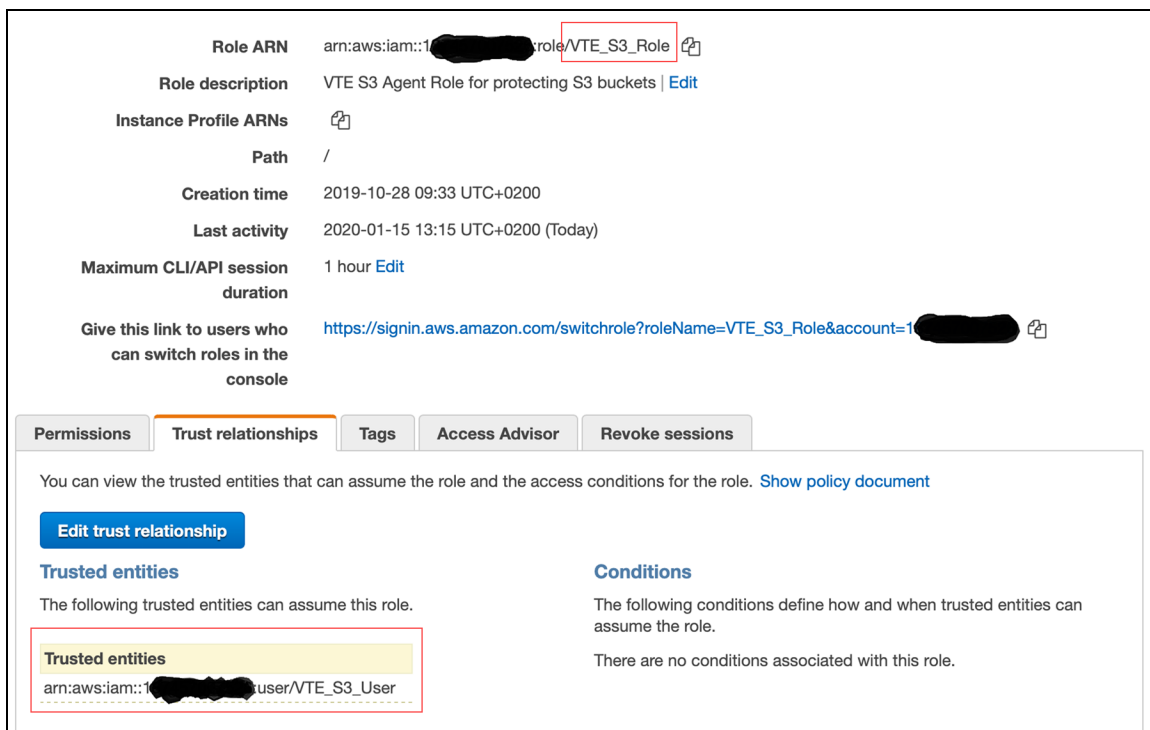 Role ARN arn:aws:iam::1 :role/VTE_S3_Role
Role description VTE S3 Agent Role for protecting S3 buckets | Edit
Instance Profile ARNs
Path /
Creation time 2019-10-28 09:33 UTC+0200
Last activity 2020-01-15 13:15 UTC+0200 (Today)
Maximum CLI/API session 1 hour Edit
duration
Give this link to users who https://signin.aws.amazon.com/switchrole?roleName=VTE_S3_Role&account=1
can switch roles in the
console
Permissions Trust relationships Tags Access Advisor Revoke sessions
You can view the trusted entities that can assume the role and the access conditions for the role. Show policy document
Edit trust relationship
Trusted entities
The following trusted entities can assume this role.
Trusted entities
arn:aws:iam::1 :user/VTE_S3_User
Conditions
The following conditions define how and when trusted entities can
assume the role.
There are no conditions associated with this role.